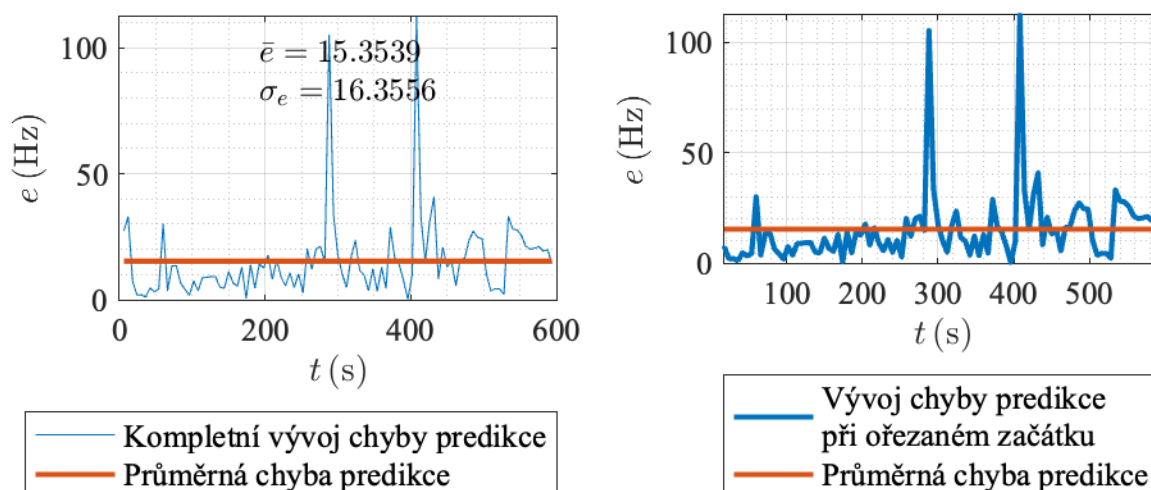 e (Hz)
100
50
0
ē = 15.3539
σₑ = 16.3556
0 200 400 600
t (s)
Kompletní vývoj chyby predikce
Průměrná chyba predikce
e (Hz)
100
50
0
100 200 300 400 500
t (s)
Vývoj chyby predikce
při ořezaném začátku
Průměrná chyba predikce